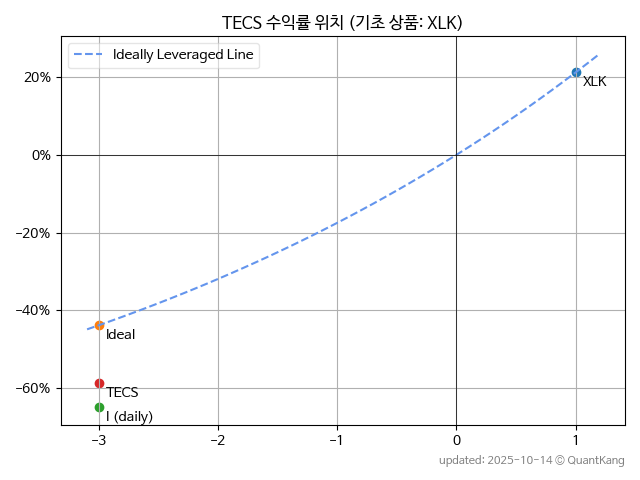 TECS 수익률 위치 (기초 상품: XLK)
Ideally Leveraged Line
20%
0%
−20%
−40%
−60%
XLK
Ideal
TECS
I (daily)
−3
−2
−1
0
1
updated: 2025-10-14 © QuantKang